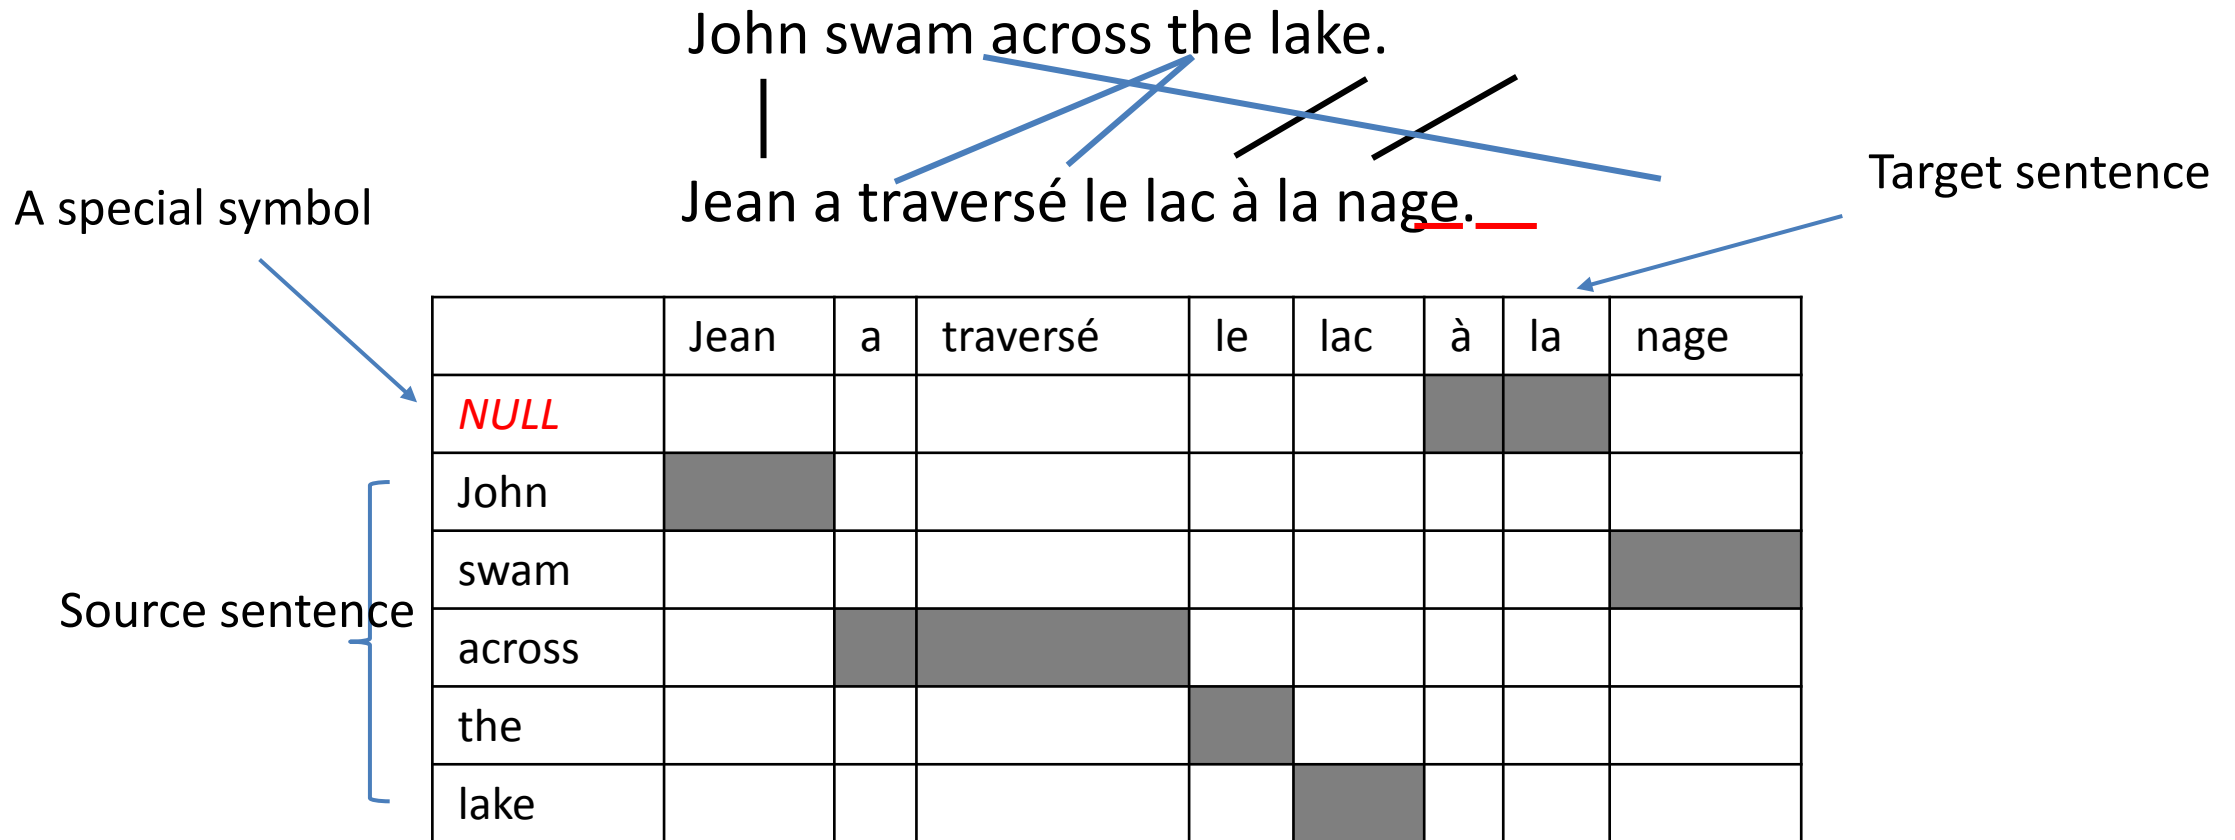 John swam across the lake.
Jean a traversé le lac à la nage.
Target sentence
A special symbol
Jean a traversé le lac à la nage
NULL
John
swam
Source sentence
across
the
lake